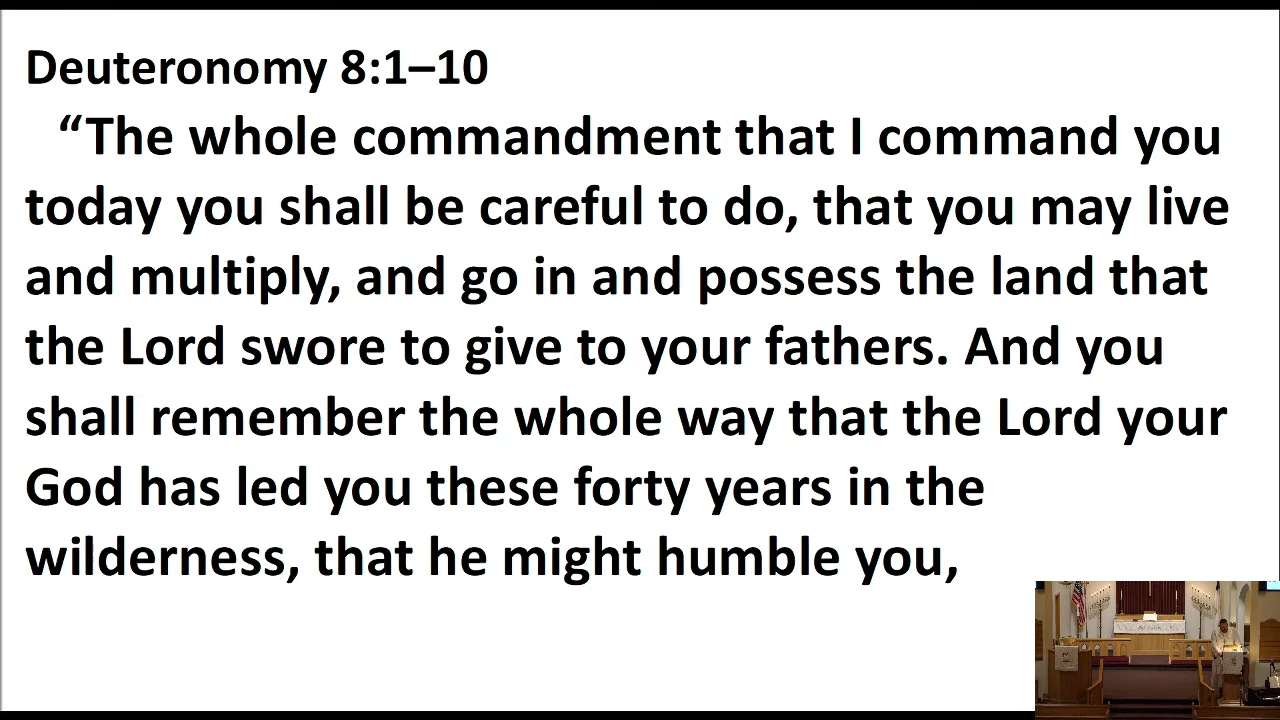 Deuteronomy 8:1–10
“The whole commandment that I command you
today you shall be careful to do, that you may live
and multiply, and go in and possess the land that
the Lord swore to give to your fathers. And you
shall remember the whole way that the Lord your
God has led you these forty years in the
wilderness, that he might humble you,